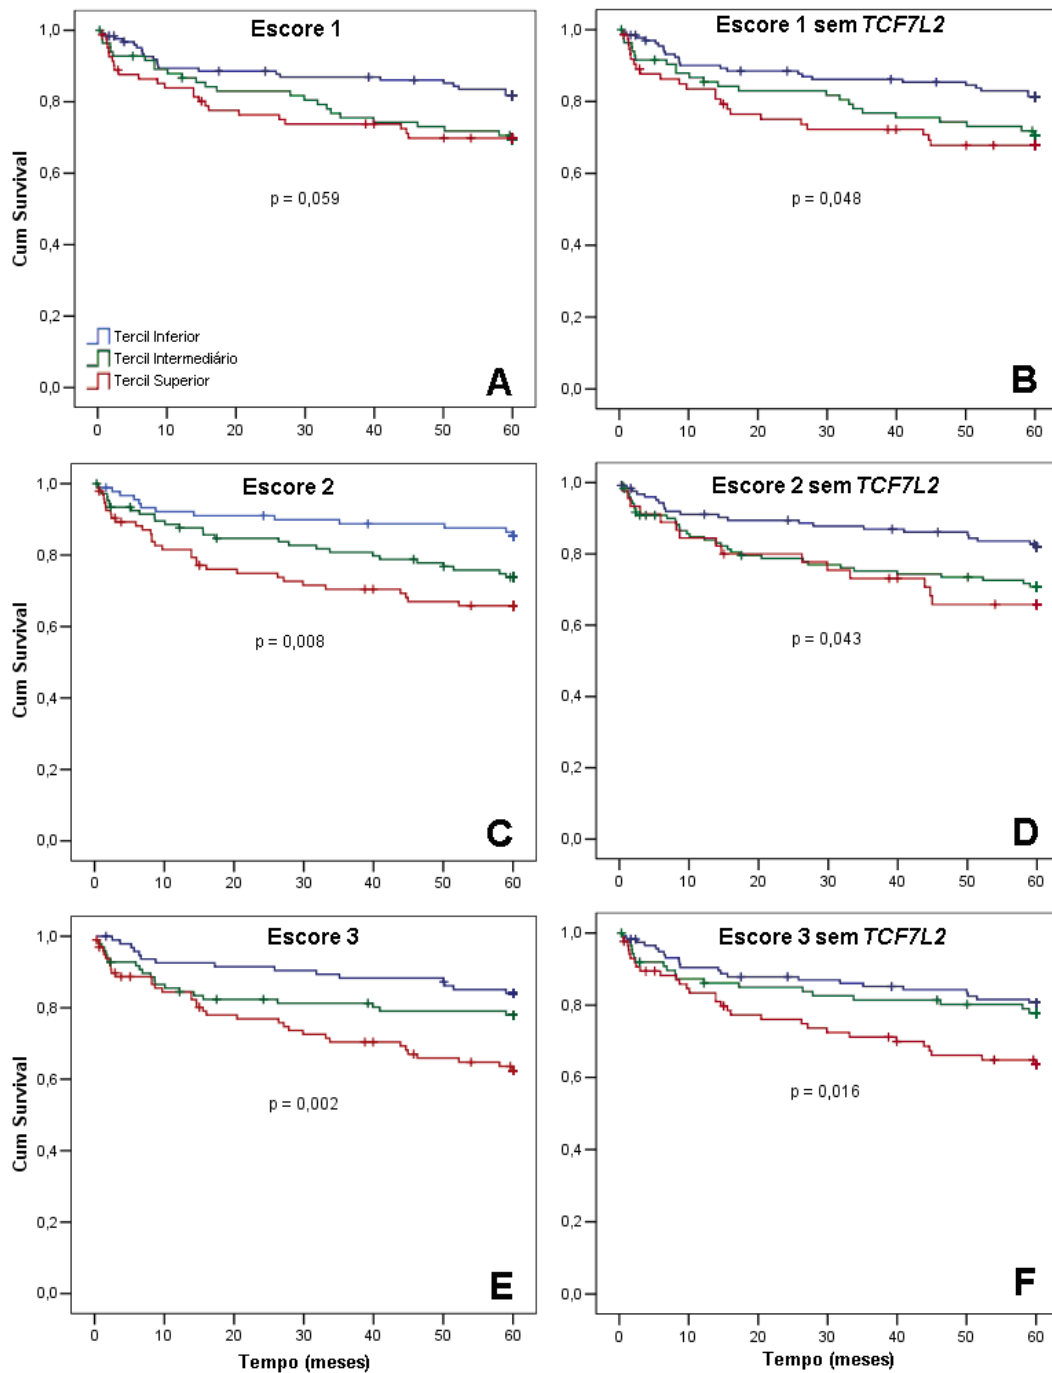 Escore 1
Cum Survival
1,0
0,8
0,6
0,4
0,2
0,0
p = 0,059
Tercil Inferior
Tercil Intermediário
Tercil Superior
A
0 10 20 30 40 50 60
Escore 1 sem TCF7L2
1,0
0,8
0,6
0,4
0,2
0,0
p = 0,048
B
0 10 20 30 40 50 60
Escore 2
Cum Survival
1,0
0,8
0,6
0,4
0,2
0,0
p = 0,008
C
0 10 20 30 40 50 60
Escore 2 sem TCF7L2
1,0
0,8
0,6
0,4
0,2
0,0
p = 0,043
D
0 10 20 30 40 50 60
Escore 3
Cum Survival
1,0
0,8
0,6
0,4
0,2
0,0
p = 0,002
E
0 10 20 30 40 50 60
Tempo (meses)
Escore 3 sem TCF7L2
1,0
0,8
0,6
0,4
0,2
0,0
p = 0,016
F
0 10 20 30 40 50 60
Tempo (meses)